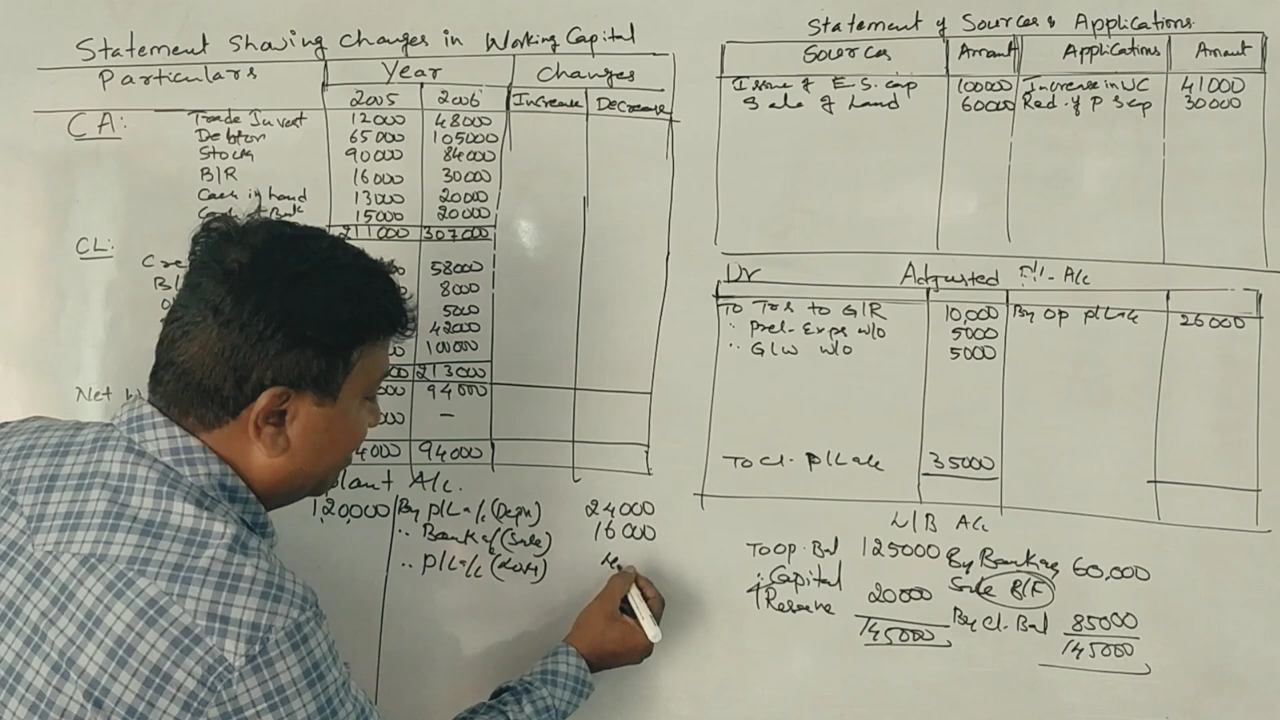 Statement Showing Changes in Working Capital
Particulars Year Changes
2005 2006 Increase Decrease
CA: Trade Invest 12000 48000
Debtors 65000 105000
Stock 90000 84000
B/R 16000 30000
Cash in hand 13000 20000
15000 20000
211000 307000
CL:
58000
8000
5000
42000
100000
213000
Net 94000
—
94000
Plant A/c.
1,20,000 By P/L a/c (Depn) 24000
" Bank a/c (Sale) 16000
" P/L a/c (Loss)
Statement of Sources & Applications
Sources Amount Applications Amount
Issue of E.S. cap 100000 Increase in WC 41000
Sale of Land 60000 Red. of P S cap 30000
Dr Adjusted P/L A/c
To Trs to G/R 10,000 By Op P/L a/c 26000
" Prel. Exps w/o 5000
" G/W w/o 5000
To Cl. P/L a/c 35000
L/B A/c
To Op. Bal 125000 By Bank a/c 60,000
" Capital Sale B/F
Reserve 20000 By Cl. Bal 85000
145000 145000